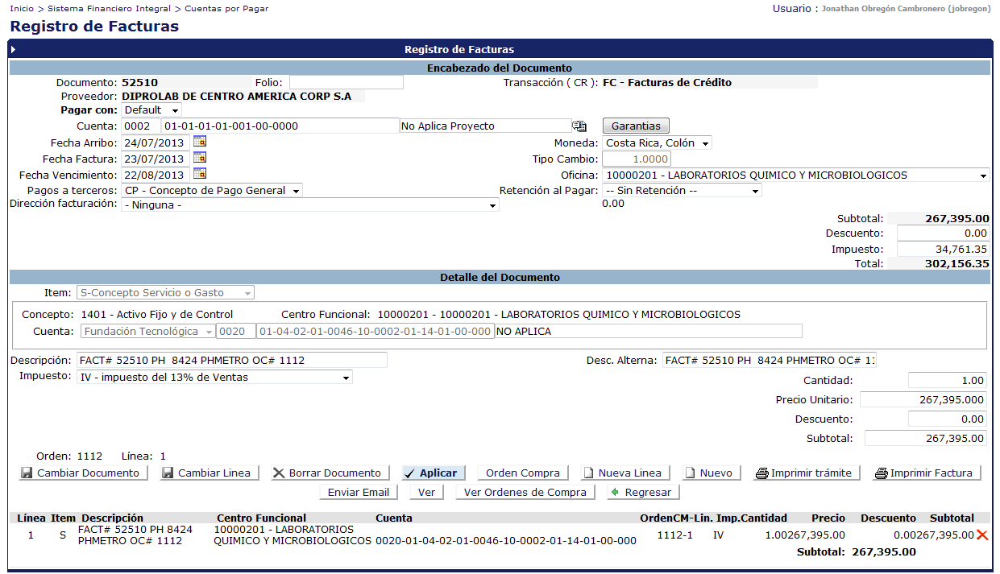 Inicio > Sistema Financiero Integral > Cuentas por Pagar Usuario : Jonathan Obregón Cambronero (jobregon)
Registro de Facturas
Registro de Facturas
Encabezado del Documento
Documento: 52510 Folio: Transacción ( CR ): FC - Facturas de Crédito
Proveedor: DIPROLAB DE CENTRO AMERICA CORP S.A
Pagar con: Default
Cuenta: 0002 01-01-01-01-001-00-0000 No Aplica Proyecto Garantias
Fecha Arribo: 24/07/2013 Moneda: Costa Rica, Colón
Fecha Factura: 23/07/2013 Tipo Cambio: 1.0000
Fecha Vencimiento: 22/08/2013 Oficina: 10000201 - LABORATORIOS QUIMICO Y MICROBIOLOGICOS
Pagos a terceros: CP - Concepto de Pago General Retención al Pagar: -- Sin Retención --
Dirección facturación: - Ninguna - 0.00
Subtotal: 267,395.00
Descuento: 0.00
Impuesto: 34,761.35
Total: 302,156.35
Detalle del Documento
Item: S-Concepto Servicio o Gasto
Concepto: 1401 - Activo Fijo y de Control Centro Funcional: 10000201 - 10000201 - LABORATORIOS QUIMICO Y MICROBIOLOGICOS
Cuenta: Fundación Tecnológica 0020 01-04-02-01-0046-10-0002-01-14-01-00-000 NO APLICA
Descripción: FACT# 52510 PH 8424 PHMETRO OC# 1112 Desc. Alterna: FACT# 52510 PH 8424 PHMETRO OC# 11
Impuesto: IV - impuesto del 13% de Ventas
Cantidad: 1.00
Precio Unitario: 267,395.000
Descuento: 0.00
Subtotal: 267,395.00
Orden: 1112 Línea: 1
Cambiar Documento Cambiar Linea Borrar Documento Aplicar Orden Compra Nueva Linea Nuevo Imprimir trámite Imprimir Factura
Enviar Email Ver Ver Ordenes de Compra Regresar
Línea Item Descripción Centro Funcional Cuenta OrdenCM-Lin. Imp.Cantidad Precio Descuento Subtotal
1 S FACT# 52510 PH 8424 10000201 - LABORATORIOS 0020-01-04-02-01-0046-10-0002-01-14-01-00-000 1112-1 IV 1.00267,395.00 0.00267,395.00
PHMETRO OC# 1112 QUIMICO Y MICROBIOLOGICOS
Subtotal: 267,395.00